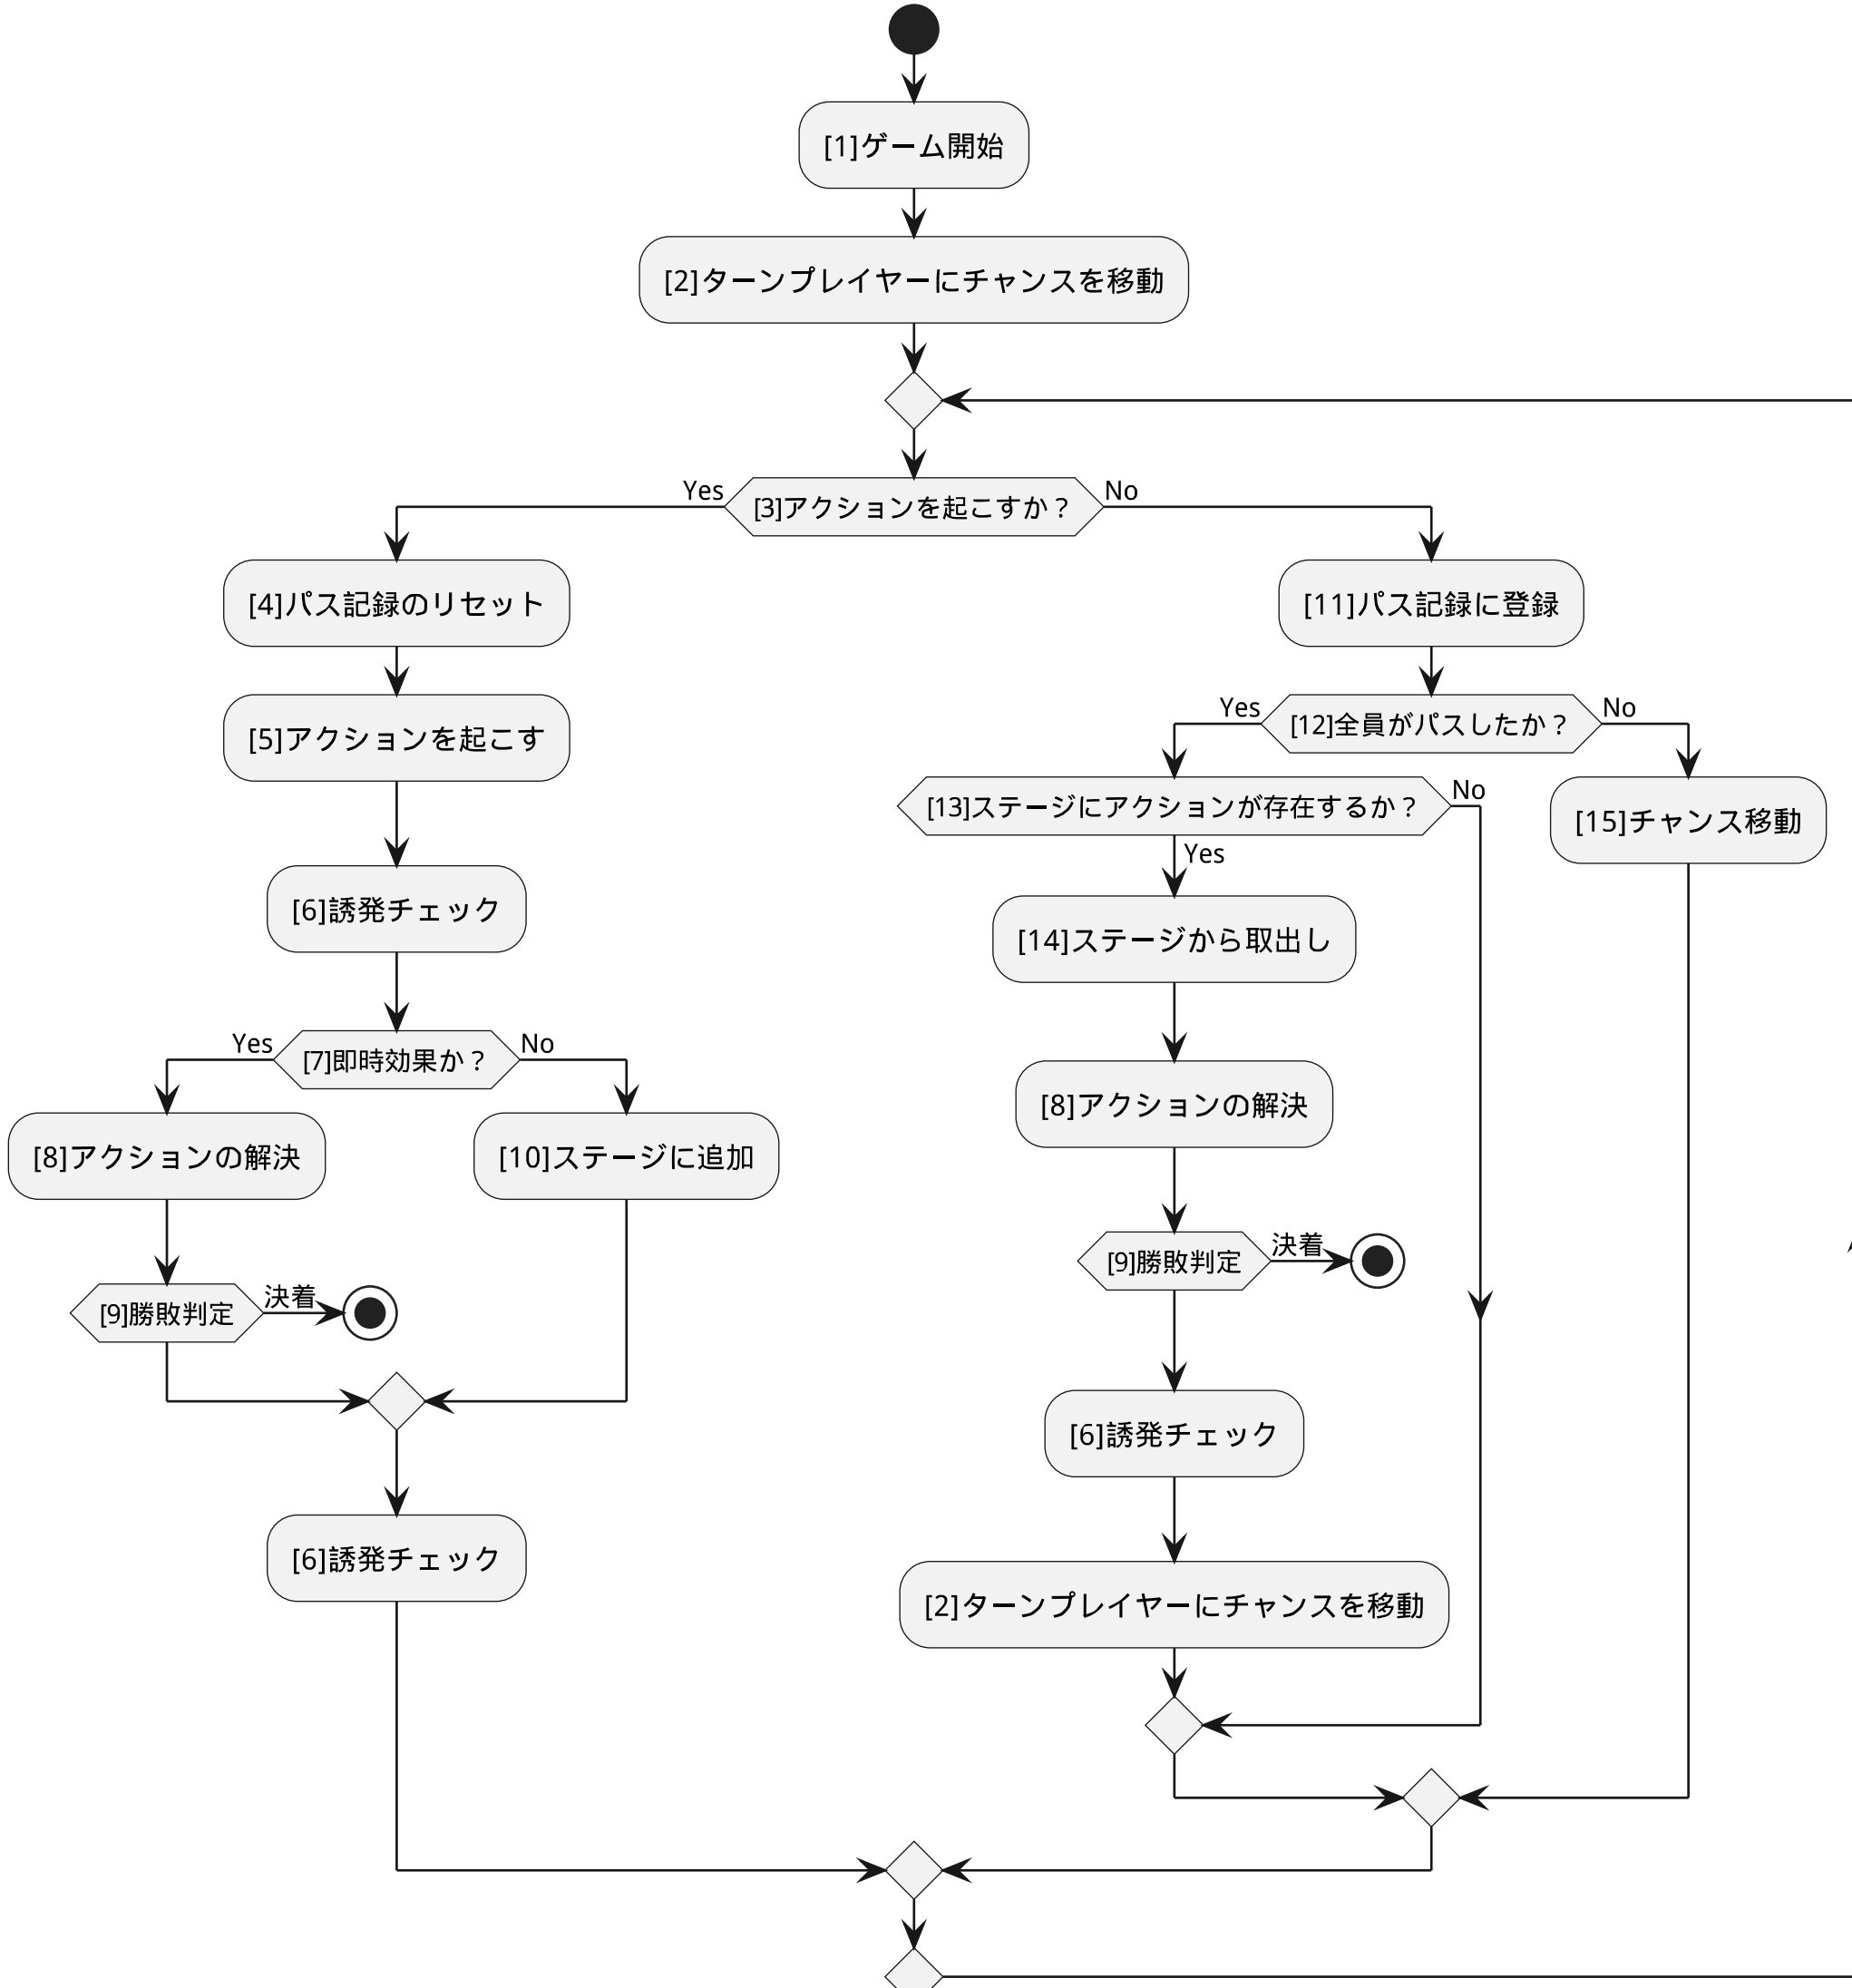 [1]ゲーム開始
[2]ターンプレイヤーにチャンスを移動
Yes
[3]アクションを起こすか？
No
[4]パス記録のリセット
[11]パス記録に登録
[5]アクションを起こす
Yes
[12]全員がパスしたか？
No
[13]ステージにアクションが存在するか？
No
[15]チャンス移動
Yes
[6]誘発チェック
[14]ステージから取出し
Yes
[7]即時効果か？
No
[8]アクションの解決
[8]アクションの解決
[10]ステージに追加
[9]勝敗判定
決着
[9]勝敗判定
決着
[6]誘発チェック
[6]誘発チェック
[2]ターンプレイヤーにチャンスを移動